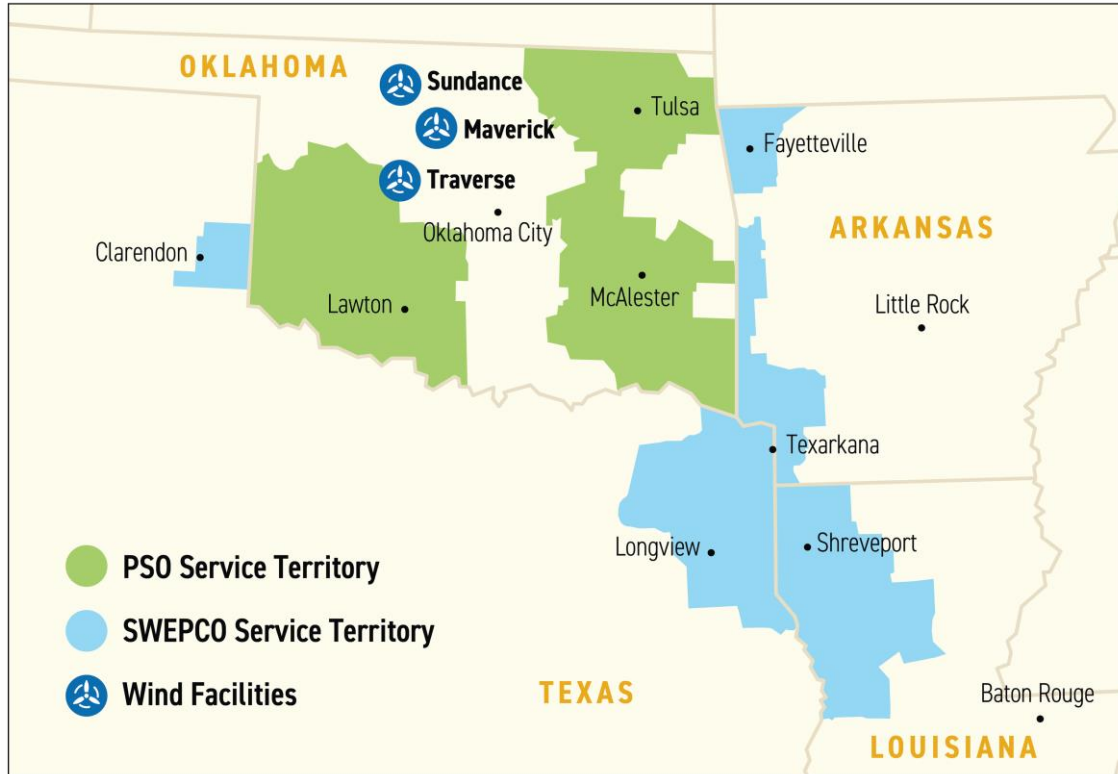 OKLAHOMA
Sundance
Tulsa
Maverick
Fayetteville
Traverse
Oklahoma City
ARKANSAS
Clarendon
McAlester
Lawton
Little Rock
Texarkana
Longview
Shreveport
PSO Service Territory
SWEPCO Service Territory
Wind Facilities
TEXAS
Baton Rouge
LOUISIANA